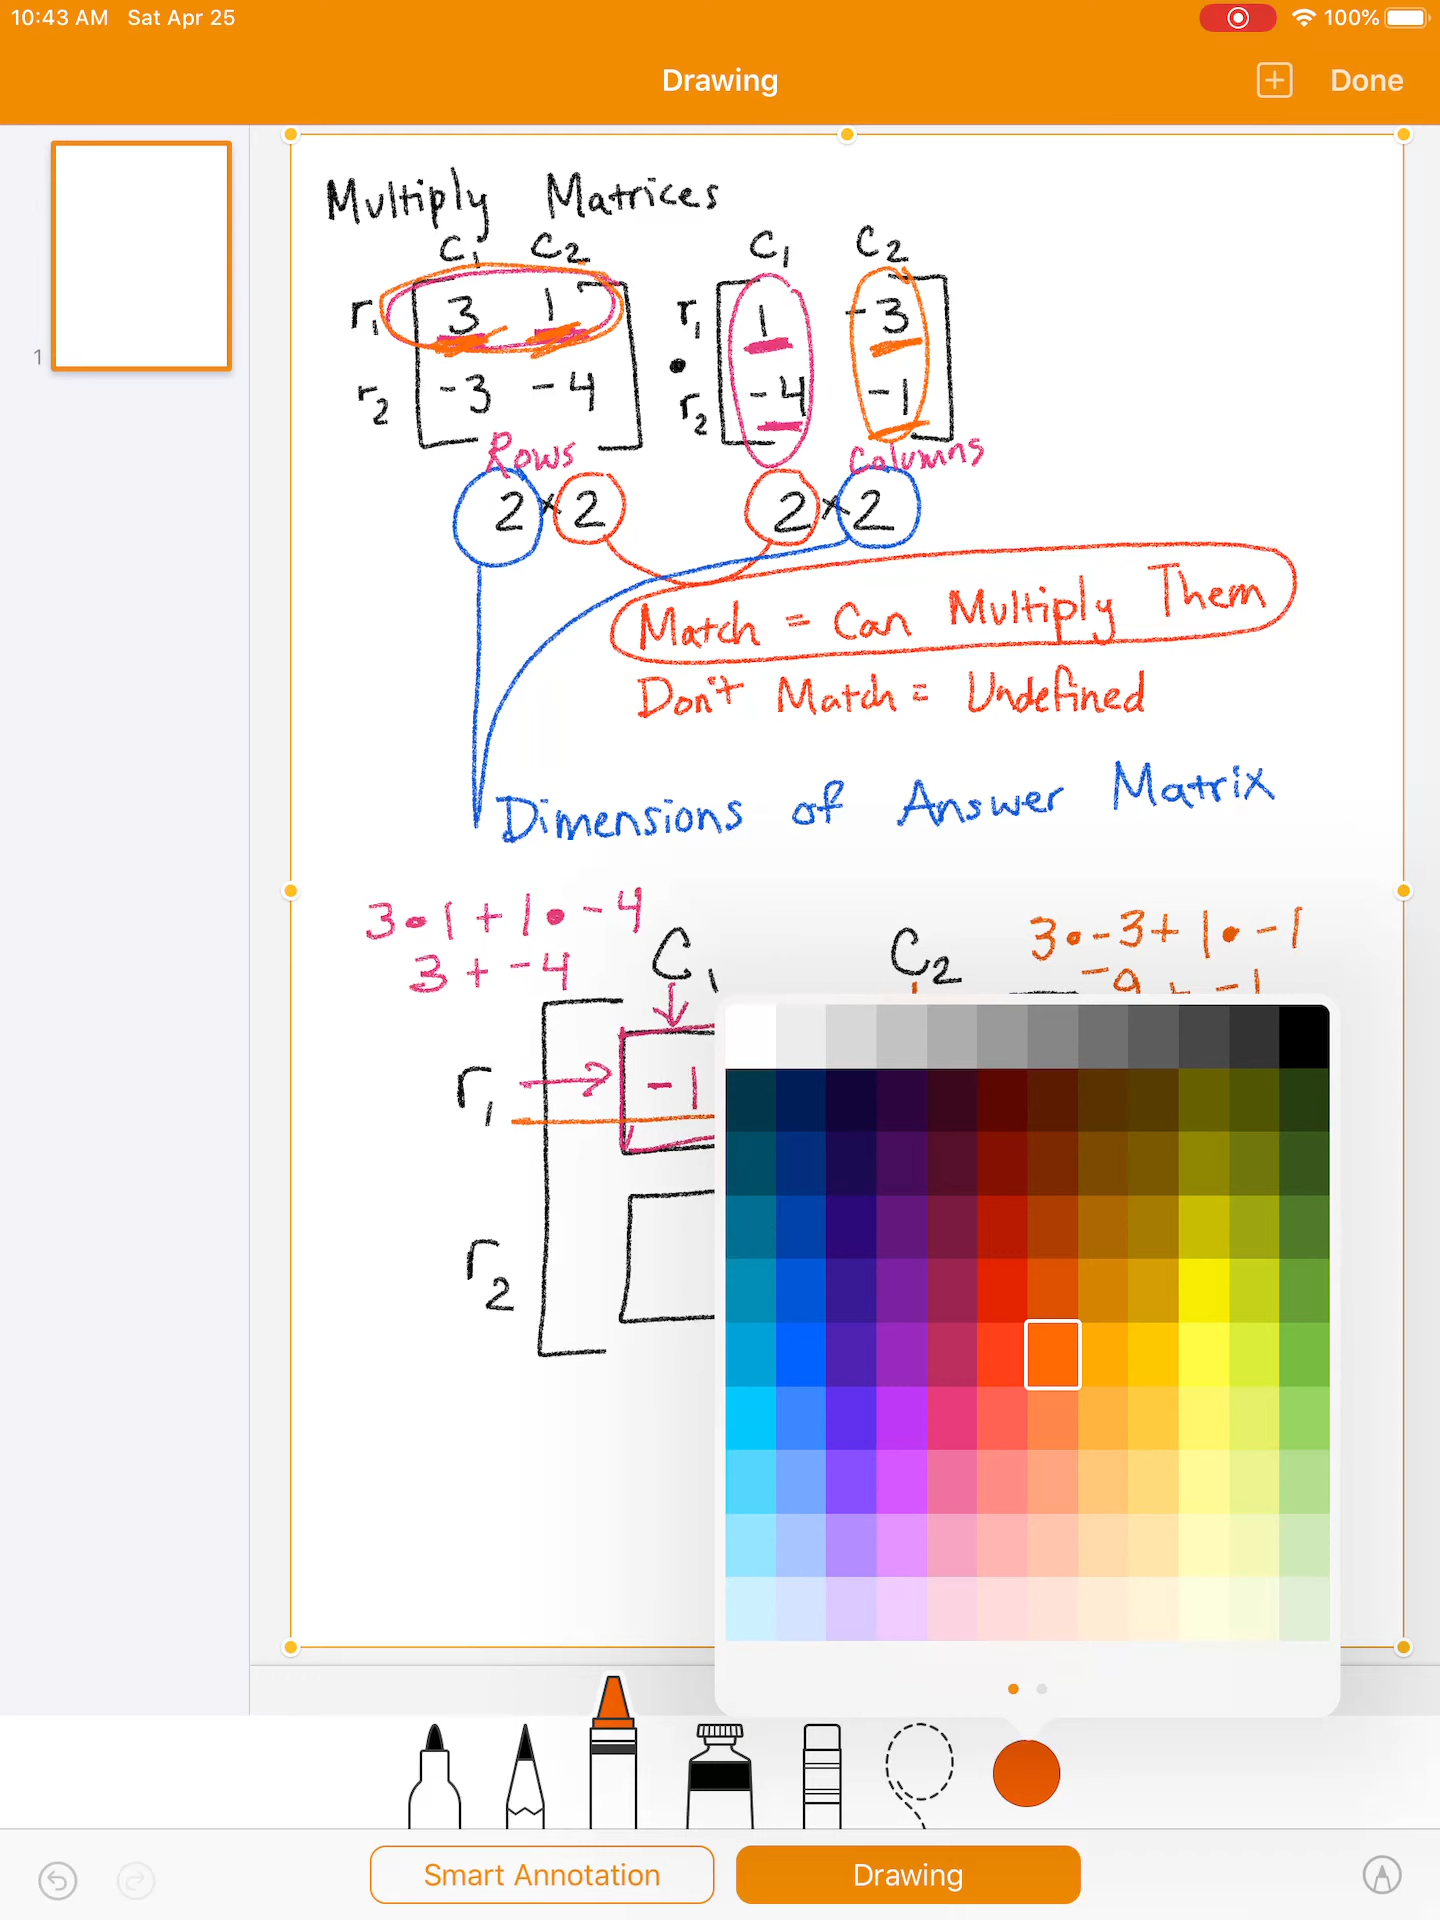 10:43 AM Sat Apr 25 100%
Drawing Done
1
Multiply Matrices
C1 C2 C1 C2
r1 3 1 r1 1 -3
r2 -3 -4 • r2 -4 -1
Rows Columns
2 × 2 2 × 2
Match = Can Multiply Them
Don't Match = Undefined
Dimensions of Answer Matrix
3•1 + 1•-4 3•-3 + 1•-1
3 + -4 C1 C2 -9 + -1
r1 -1
r2
Smart Annotation Drawing